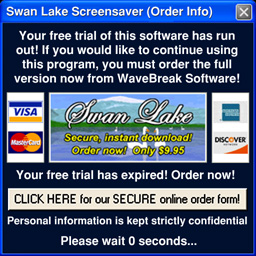 Swan Lake Screensaver (Order Info)
Your free trial of this software has run
out! If you would like to continue using
this program, you must order the full
version now from WaveBreak Software!
VISA
MasterCard
Swan Lake
Secure, instant download!
Order now! Only $9.95
DISCOVER
Your free trial has expired! Order now!
CLICK HERE for our SECURE online order form!
Personal information is kept strictly confidential
Please wait 0 seconds...